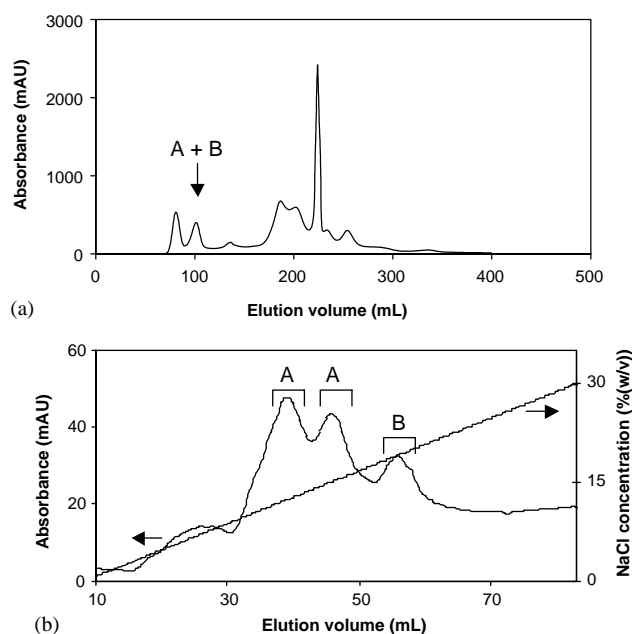 3000
2000
1000
0
Absorbance (mAU)
A + B
0 100 200 300 400 500
Elution volume (mL)
(a)
60
40
20
0
Absorbance (mAU)
A A B
30
15
0
NaCl concentration (%(w/v))
10 30 50 70
Elution volume (mL)
(b)